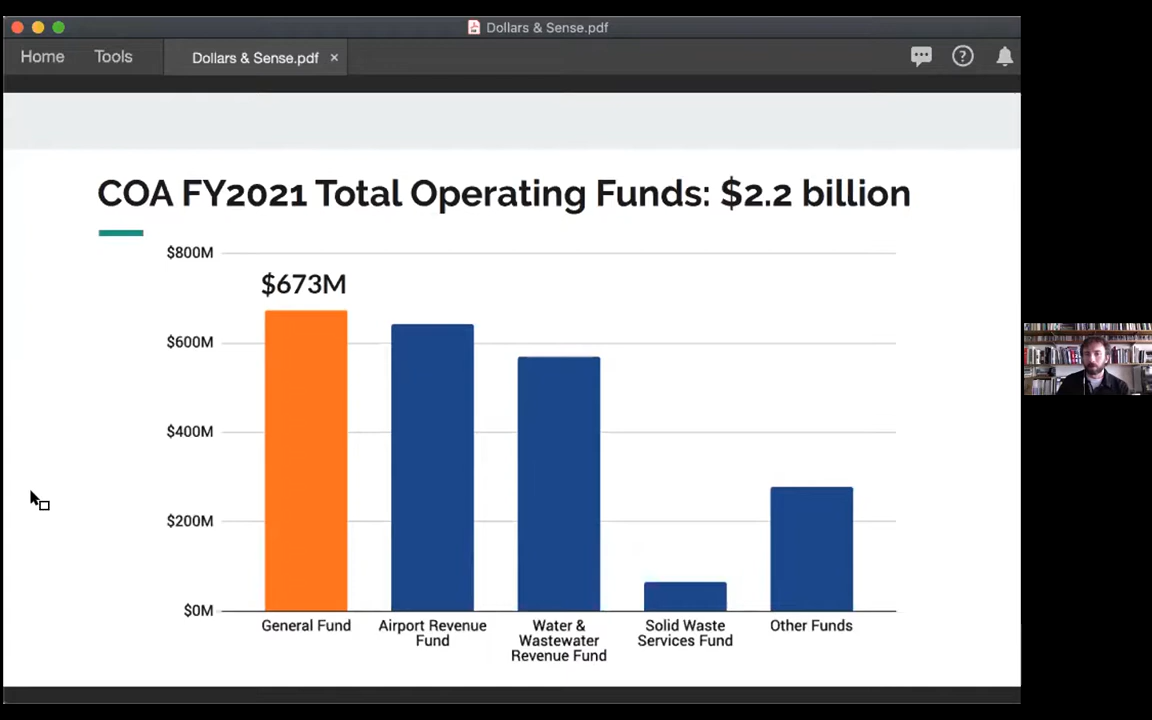 Dollars & Sense.pdf
Home Tools Dollars & Sense.pdf ×
COA FY2021 Total Operating Funds: $2.2 billion
$800M
$673M
$600M
$400M
$200M
$0M
General Fund
Airport Revenue
Fund
Water &
Wastewater
Revenue Fund
Solid Waste
Services Fund
Other Funds